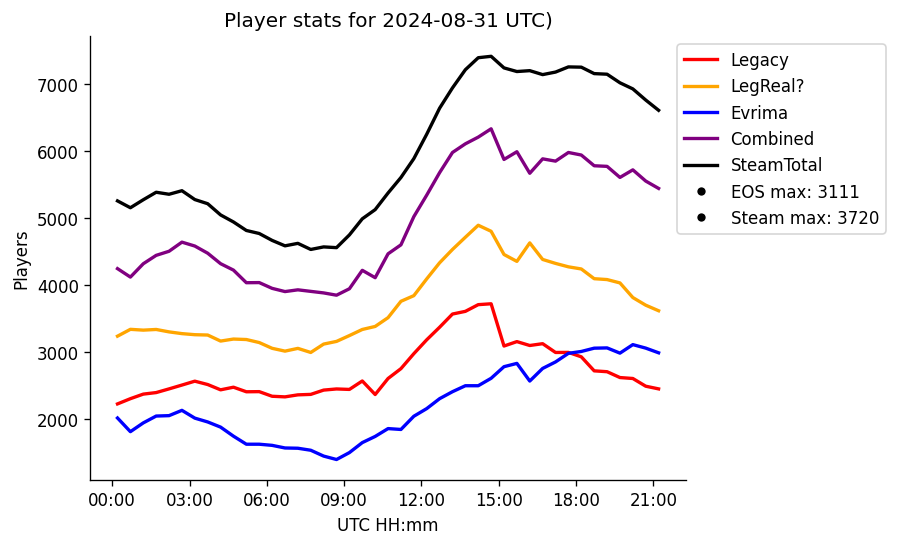 Player stats for 2024-08-31 UTC)
Legacy
LegReal?
Evrima
Combined
SteamTotal
EOS max: 3111
Steam max: 3720
7000
6000
5000
4000
3000
2000
Players
00:00 03:00 06:00 09:00 12:00 15:00 18:00 21:00
UTC HH:mm